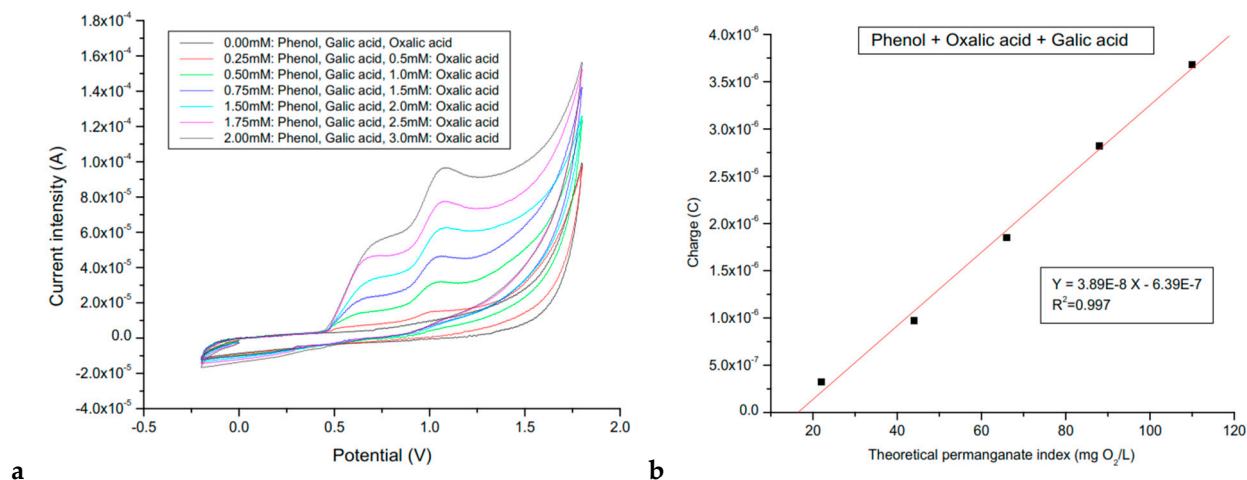 1.8x10-4
1.6x10-4
1.4x10-4
1.2x10-4
1.0x10-4
8.0x10-5
6.0x10-5
4.0x10-5
2.0x10-5
0.0
-2.0x10-5
-4.0x10-5
Current intensity (A)
0.00mM: Phenol, Galic acid, Oxalic acid
0.25mM: Phenol, Galic acid, 0.5mM: Oxalic acid
0.50mM: Phenol, Galic acid, 1.0mM: Oxalic acid
0.75mM: Phenol, Galic acid, 1.5mM: Oxalic acid
1.50mM: Phenol, Galic acid, 2.0mM: Oxalic acid
1.75mM: Phenol, Galic acid, 2.5mM: Oxalic acid
2.00mM: Phenol, Galic acid, 3.0mM: Oxalic acid
-0.5 0.0 0.5 1.0 1.5 2.0
Potential (V)
a
4.0x10-6
3.5x10-6
3.0x10-6
2.5x10-6
2.0x10-6
1.5x10-6
1.0x10-6
5.0x10-7
0.0
Charge (C)
Phenol + Oxalic acid + Galic acid
Y = 3.89E-8 X - 6.39E-7
R2=0.997
20 40 60 80 100 120
Theoretical permanganate index (mg O2/L)
b